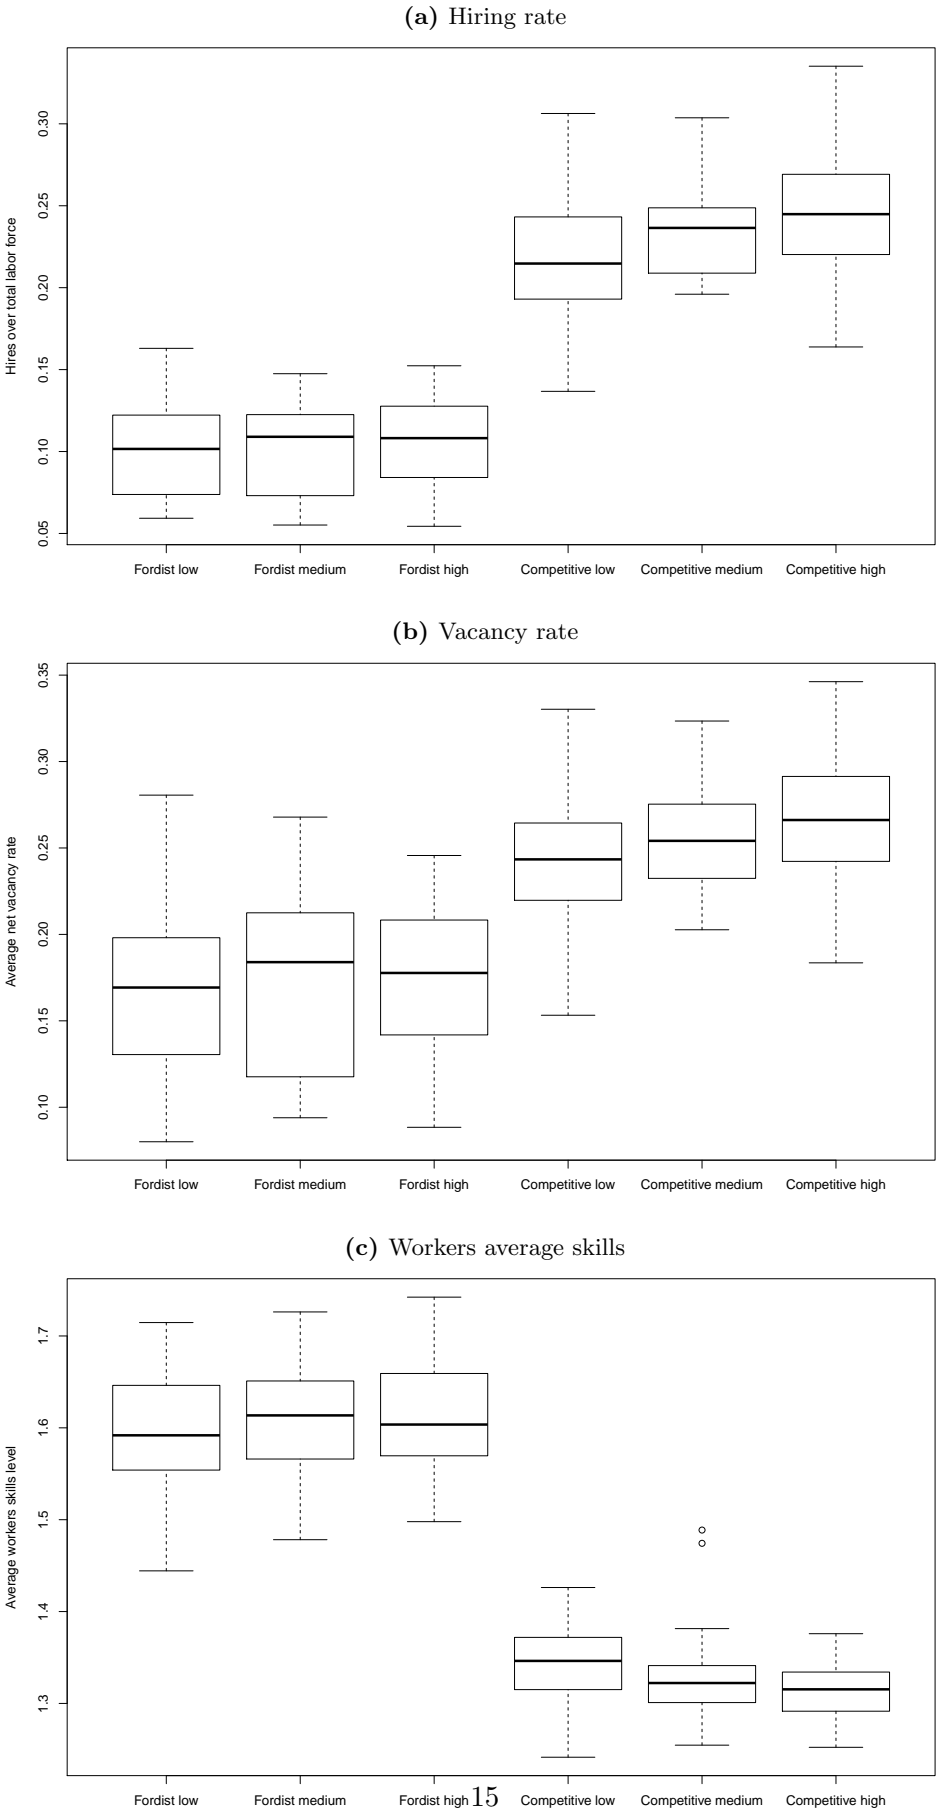 (a) Hiring rate
Hires over total labor force
0.30
0.25
0.20
0.15
0.10
0.05
Fordist low Fordist medium Fordist high Competitive low Competitive medium Competitive high
(b) Vacancy rate
Average net vacancy rate
0.35
0.30
0.25
0.20
0.15
0.10
Fordist low Fordist medium Fordist high Competitive low Competitive medium Competitive high
(c) Workers average skills
Average workers skills level
1.7
1.6
1.5
1.4
1.3
Fordist low Fordist medium Fordist high Competitive low Competitive medium Competitive high
15